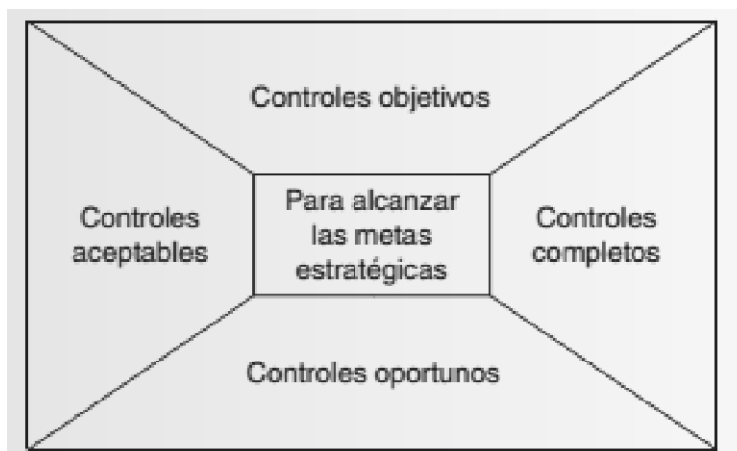 Controles objetivos
Controles
aceptables
Para alcanzar
las metas
estratégicas
Controles
completos
Controles oportunos